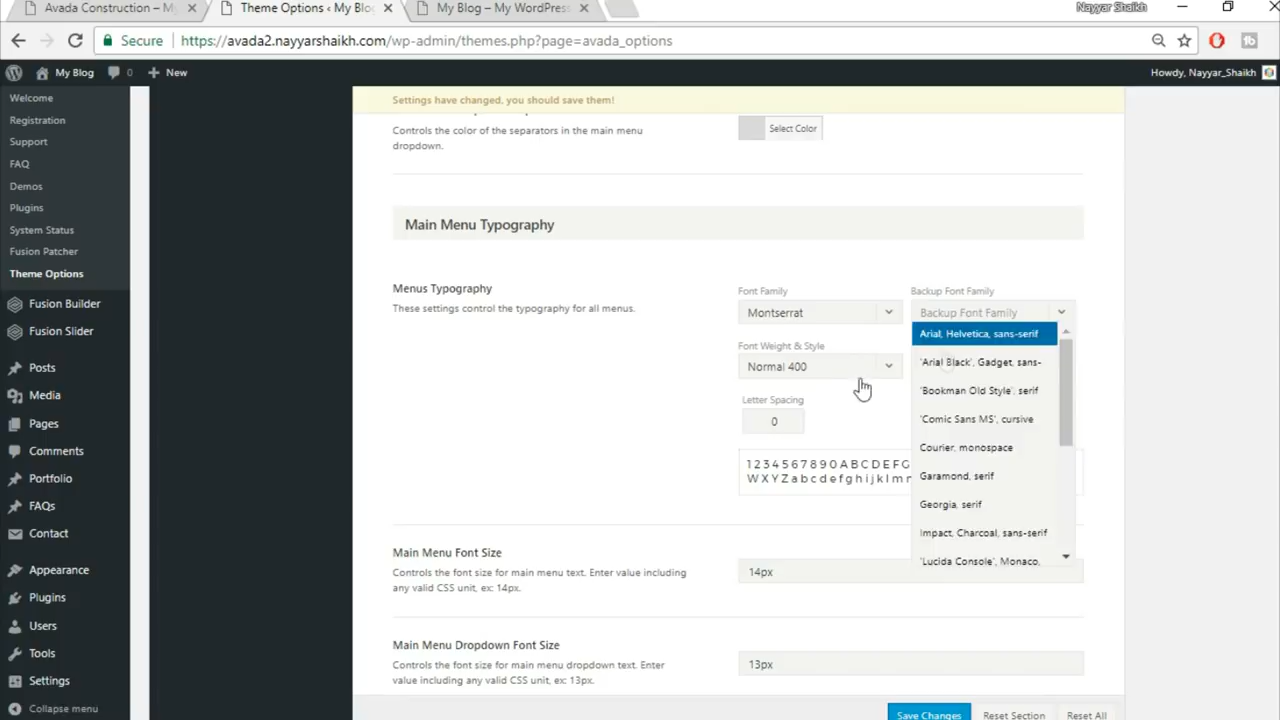 Avada Construction – My
Theme Options ‹ My Blog
My Blog – My WordPress
Nayyar Shaikh
Secure
https://avada2.nayyarshaikh.com/wp-admin/themes.php?page=avada_options
My Blog
0
New
Howdy, Nayyar_Shaikh
Welcome
Registration
Support
FAQ
Demos
Plugins
System Status
Fusion Patcher
Theme Options
Fusion Builder
Fusion Slider
Posts
Media
Pages
Comments
Portfolio
FAQs
Contact
Appearance
Plugins
Users
Tools
Settings
Collapse menu
Settings have changed, you should save them!
Controls the color of the separators in the main menu
dropdown.
Select Color
Main Menu Typography
Menus Typography
These settings control the typography for all menus.
Font Family
Montserrat
Backup Font Family
Backup Font Family
Arial, Helvetica, sans-serif
'Arial Black', Gadget, sans-
'Bookman Old Style', serif
'Comic Sans MS', cursive
Courier, monospace
Garamond, serif
Georgia, serif
Impact, Charcoal, sans-serif
'Lucida Console', Monaco,
Font Weight & Style
Normal 400
Letter Spacing
0
1 2 3 4 5 6 7 8 9 0 A B C D E F G
W X Y Z a b c d e f g h i j k l m n
Main Menu Font Size
Controls the font size for main menu text. Enter value including
any valid CSS unit, ex: 14px.
14px
Main Menu Dropdown Font Size
Controls the font size for main menu dropdown text. Enter
value including any valid CSS unit, ex: 13px.
13px
Save Changes
Reset Section
Reset All